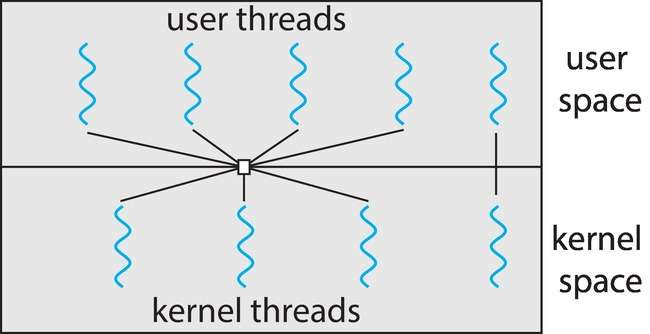 user threads
user
space
kernel
space
kernel threads